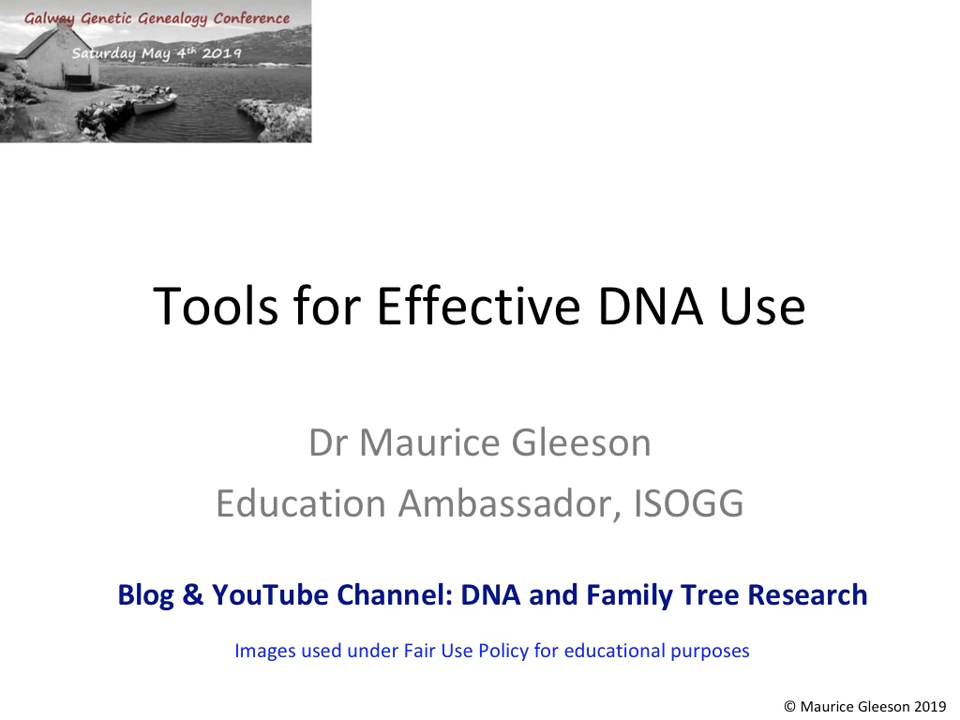 Galway Genetic Genealogy Conference
Saturday May 4th 2019
Tools for Effective DNA Use
Dr Maurice Gleeson
Education Ambassador, ISOGG
Blog & YouTube Channel: DNA and Family Tree Research
Images used under Fair Use Policy for educational purposes
© Maurice Gleeson 2019